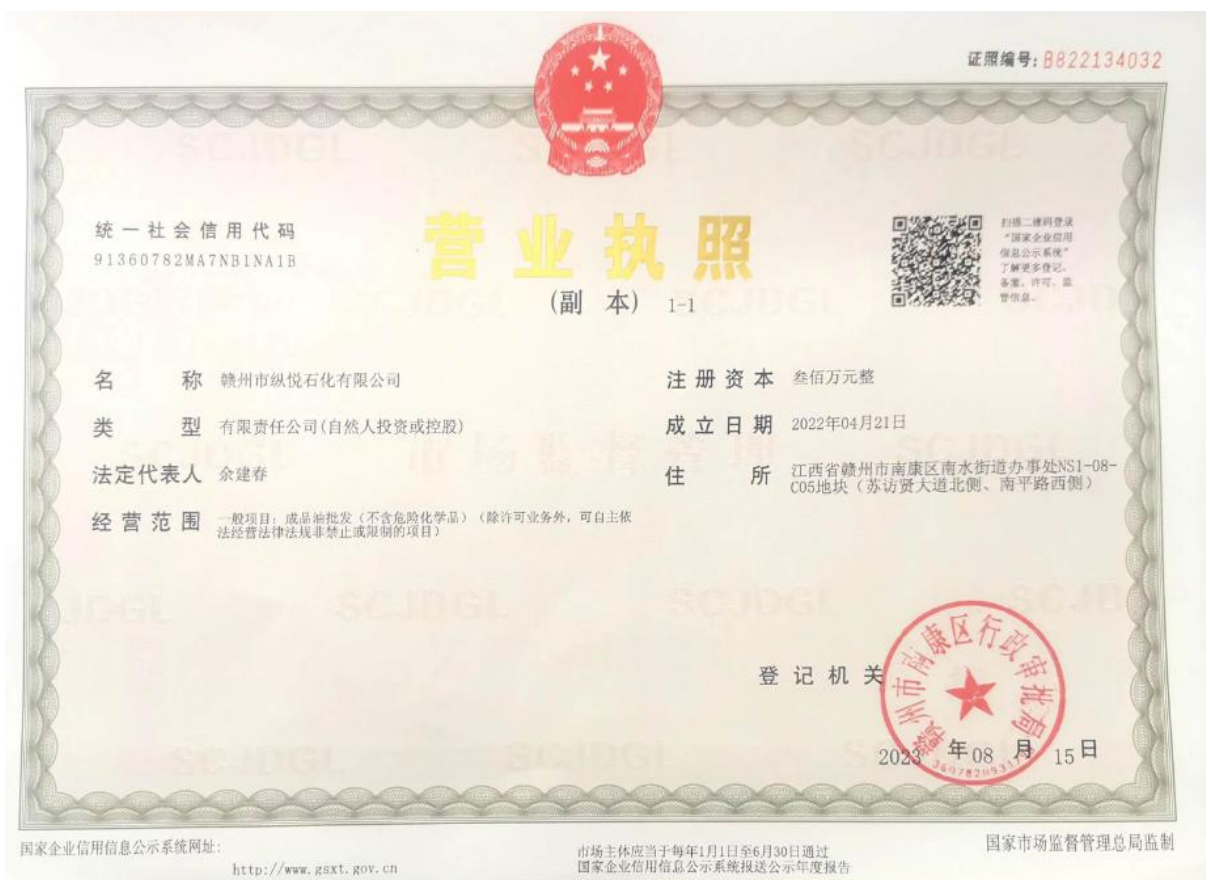 证照编号:B822134032
统一社会信用代码
91360782MA7NB1NA1B
营业执照
(副 本) 1-1
扫描二维码登录
“国家企业信用
信息公示系统”
了解更多登记、
备案、许可、监
管信息。
名 称 赣州市纵悦石化有限公司
类 型 有限责任公司(自然人投资或控股)
法定代表人 余建春
经营范围 一般项目:成品油批发(不含危险化学品)(除许可业务外,可自主依
法经营法律法规非禁止或限制的项目)
注册资本 叁佰万元整
成立日期 2022年04月21日
住 所 江西省赣州市南康区南水街道办事处NS1-08-
C05地块(苏访贤大道北侧、南平路西侧)
登记机关
赣州市南康区行政审批局
2023 年 08 月 15 日
国家企业信用信息公示系统网址:
http://www.gsxt.gov.cn
市场主体应当于每年1月1日至6月30日通过
国家企业信用信息公示系统报送公示年度报告
国家市场监督管理总局监制